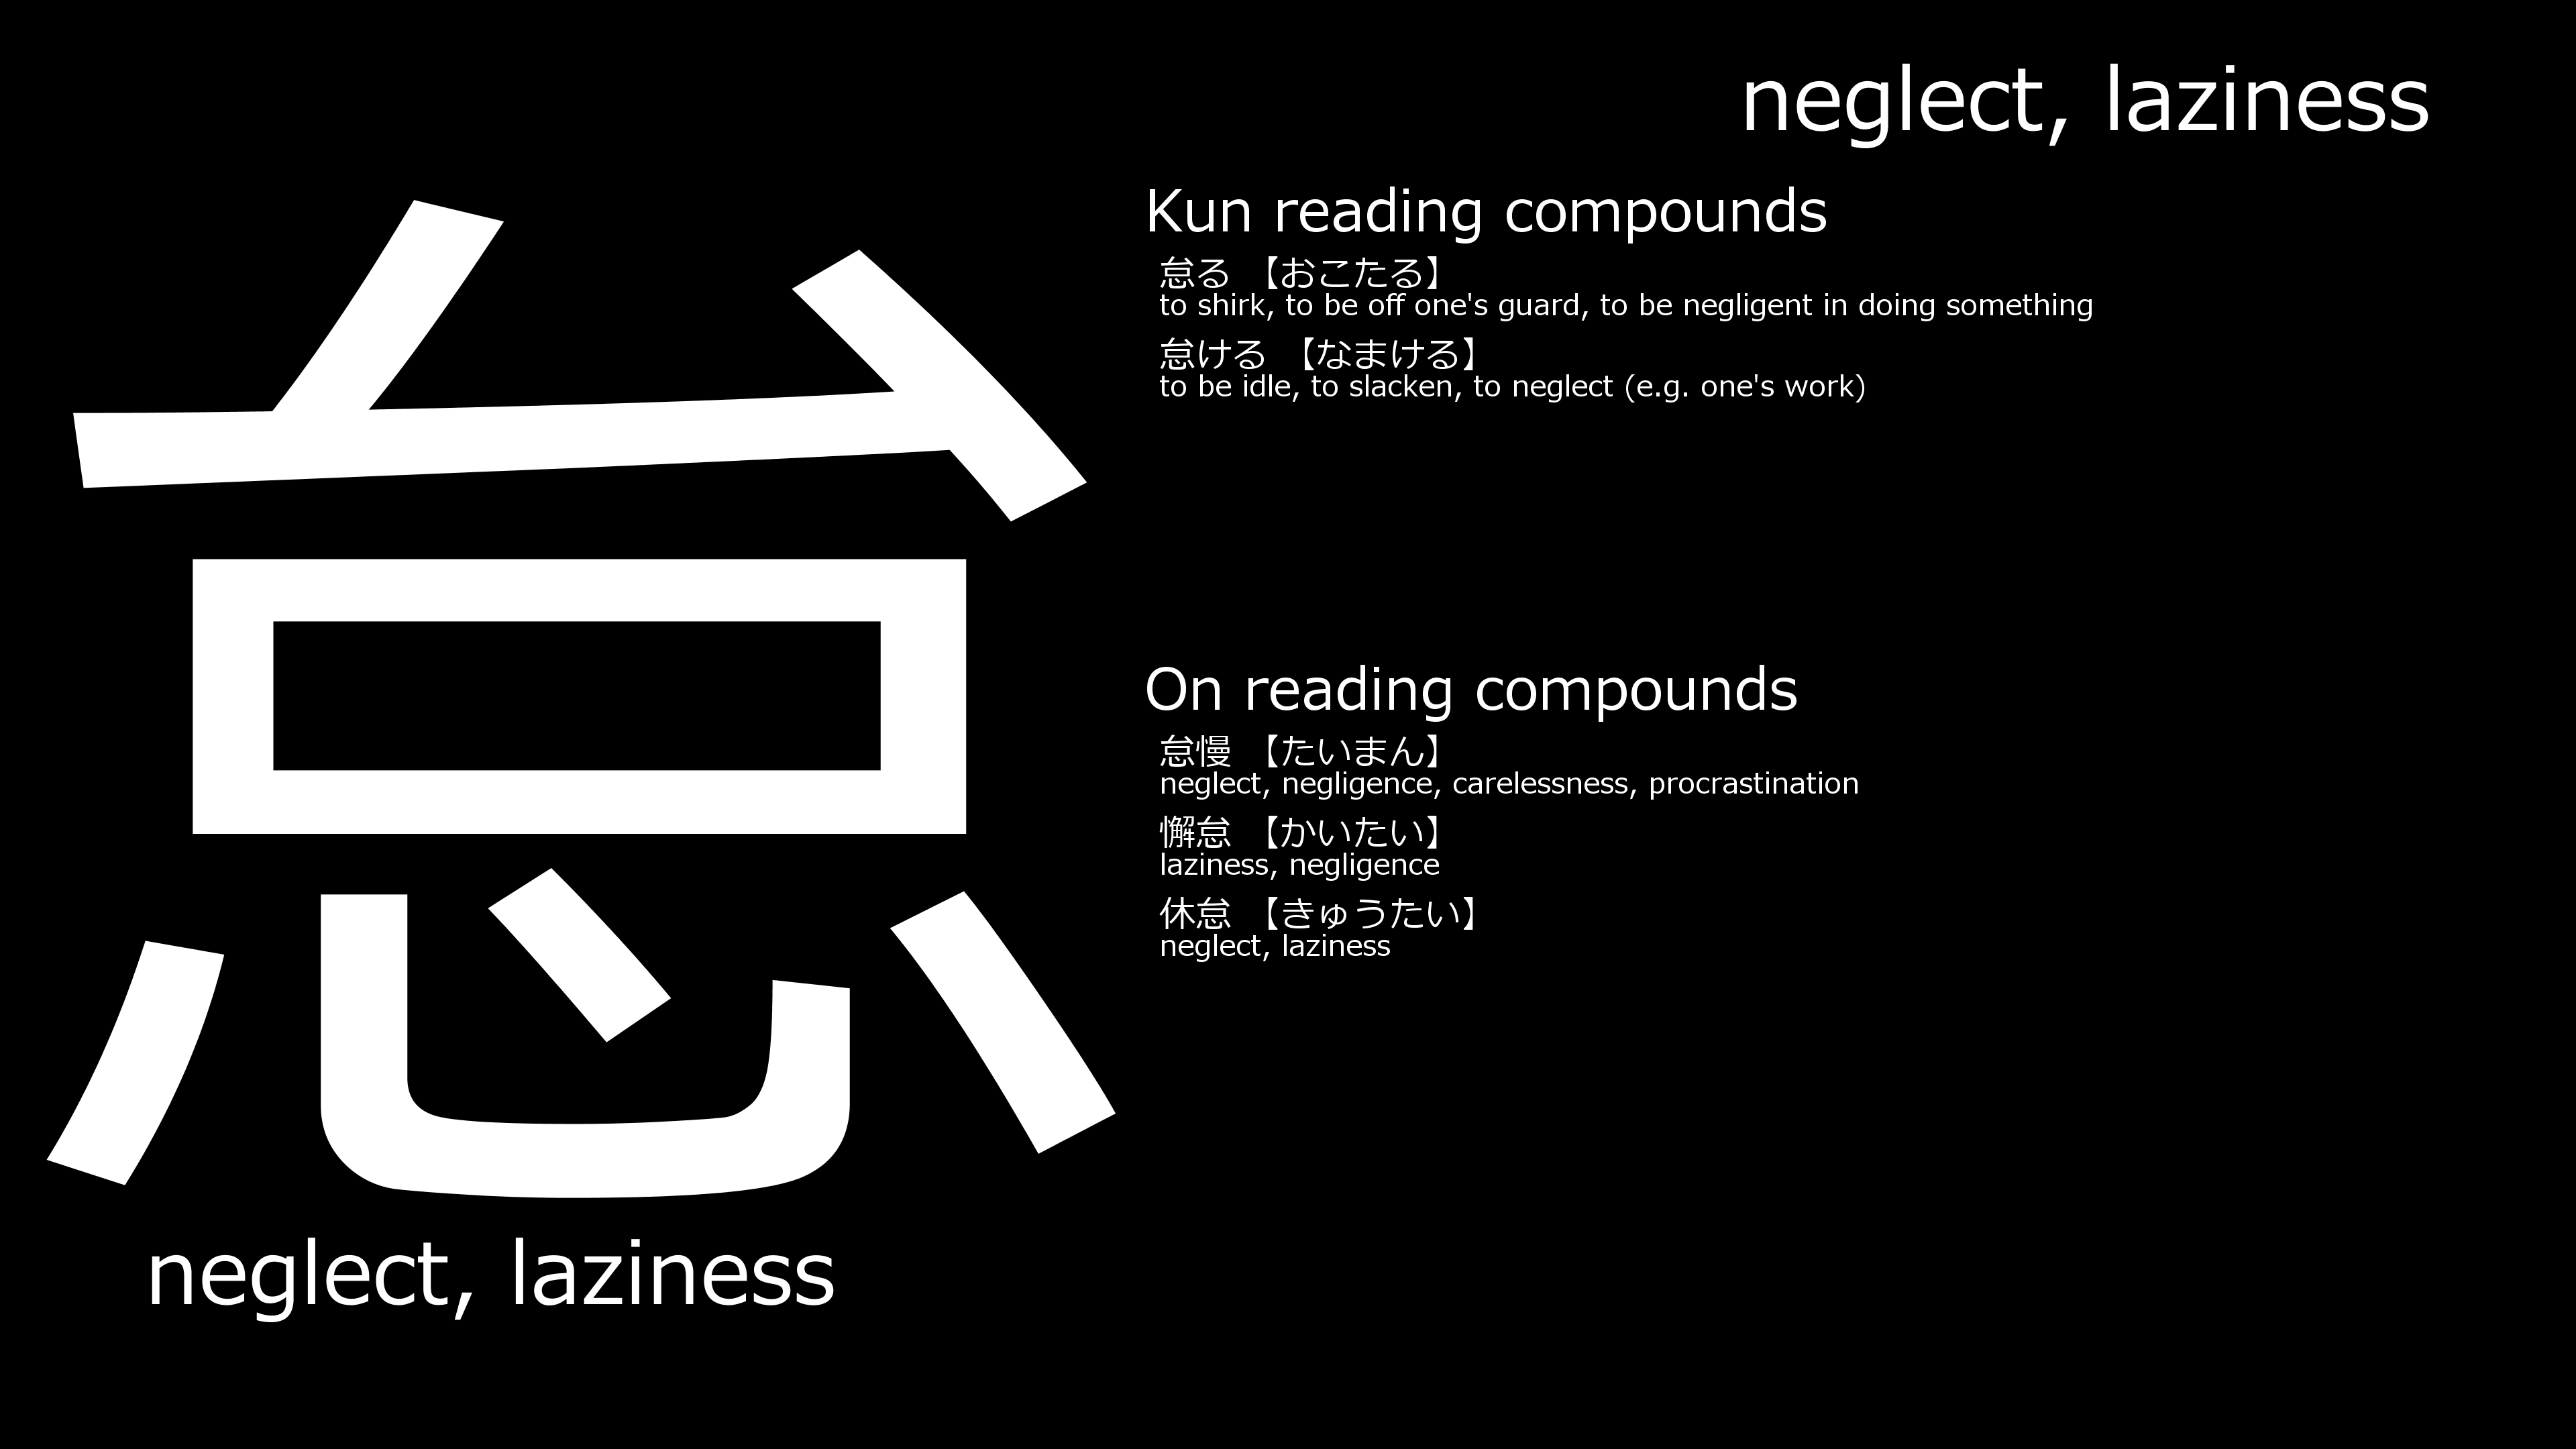 neglect, laziness
怠
neglect, laziness
Kun reading compounds
怠る 【おこたる】
to shirk, to be off one's guard, to be negligent in doing something
怠ける 【なまける】
to be idle, to slacken, to neglect (e.g. one's work)
On reading compounds
怠慢 【たいまん】
neglect, negligence, carelessness, procrastination
懈怠 【かいたい】
laziness, negligence
休怠 【きゅうたい】
neglect, laziness